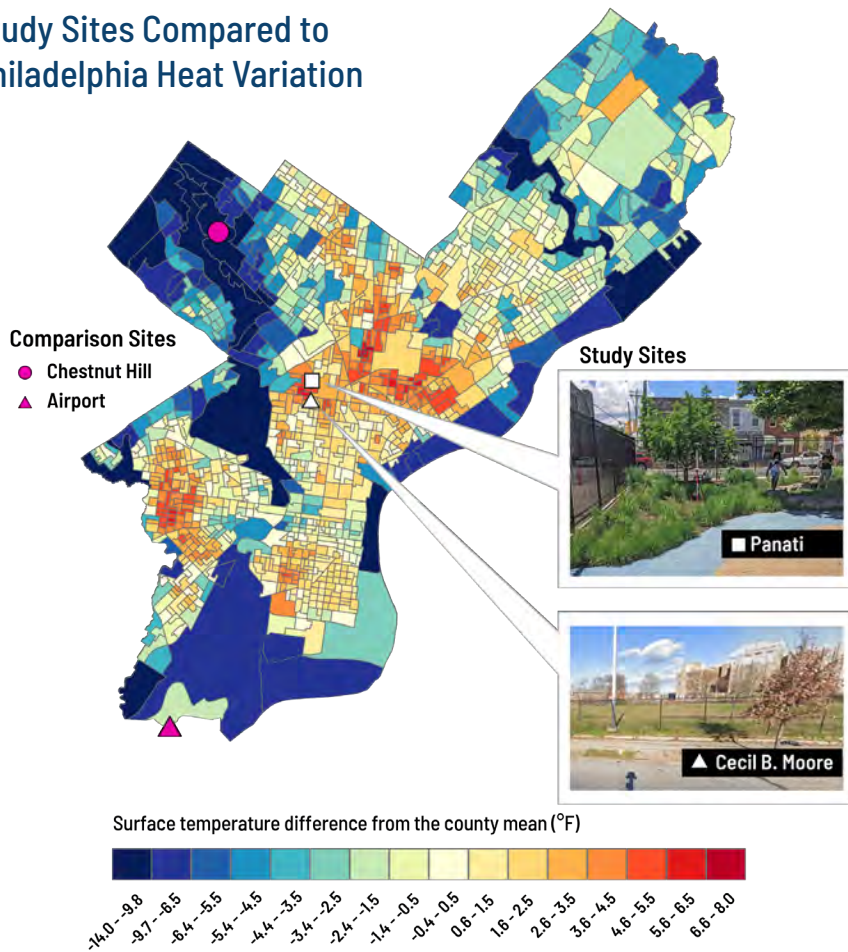 udy Sites Compared to
hiladelphia Heat Variation
Comparison Sites
Chestnut Hill
Airport
Study Sites
Panati
Cecil B. Moore
Surface temperature difference from the county mean (°F)
-14.0 - -9.8
-9.7 - -6.5
-6.4 - -5.5
-5.4 - -4.5
-4.4 - -3.5
-3.4 - -2.5
-2.4 - -1.5
-1.4 - -0.5
-0.4 - 0.5
0.6 - 1.5
1.6 - 2.5
2.6 - 3.5
3.6 - 4.5
4.6 - 5.5
5.6 - 6.5
6.6 - 8.0